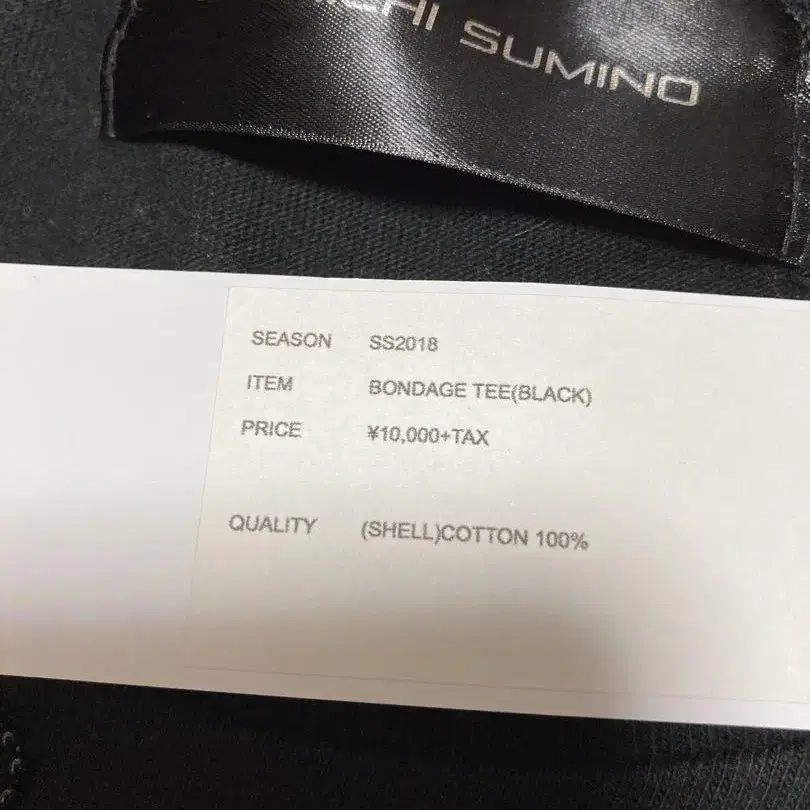 SUMINO
SEASON SS2018
ITEM BONDAGE TEE(BLACK)
PRICE ¥10,000+TAX
QUALITY (SHELL)COTTON 100%